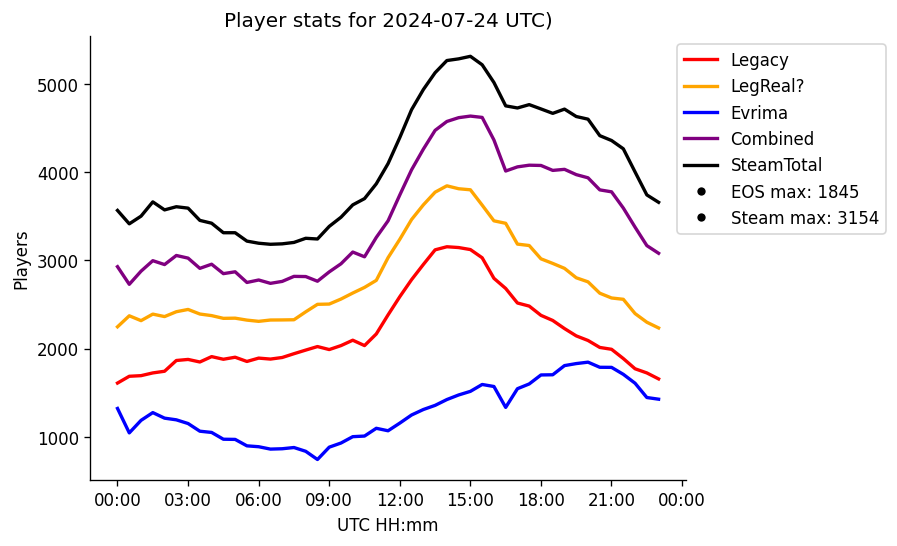 Player stats for 2024-07-24 UTC)
Legacy
LegReal?
Evrima
Combined
SteamTotal
EOS max: 1845
Steam max: 3154
Players
5000
4000
3000
2000
1000
00:00 03:00 06:00 09:00 12:00 15:00 18:00 21:00 00:00
UTC HH:mm